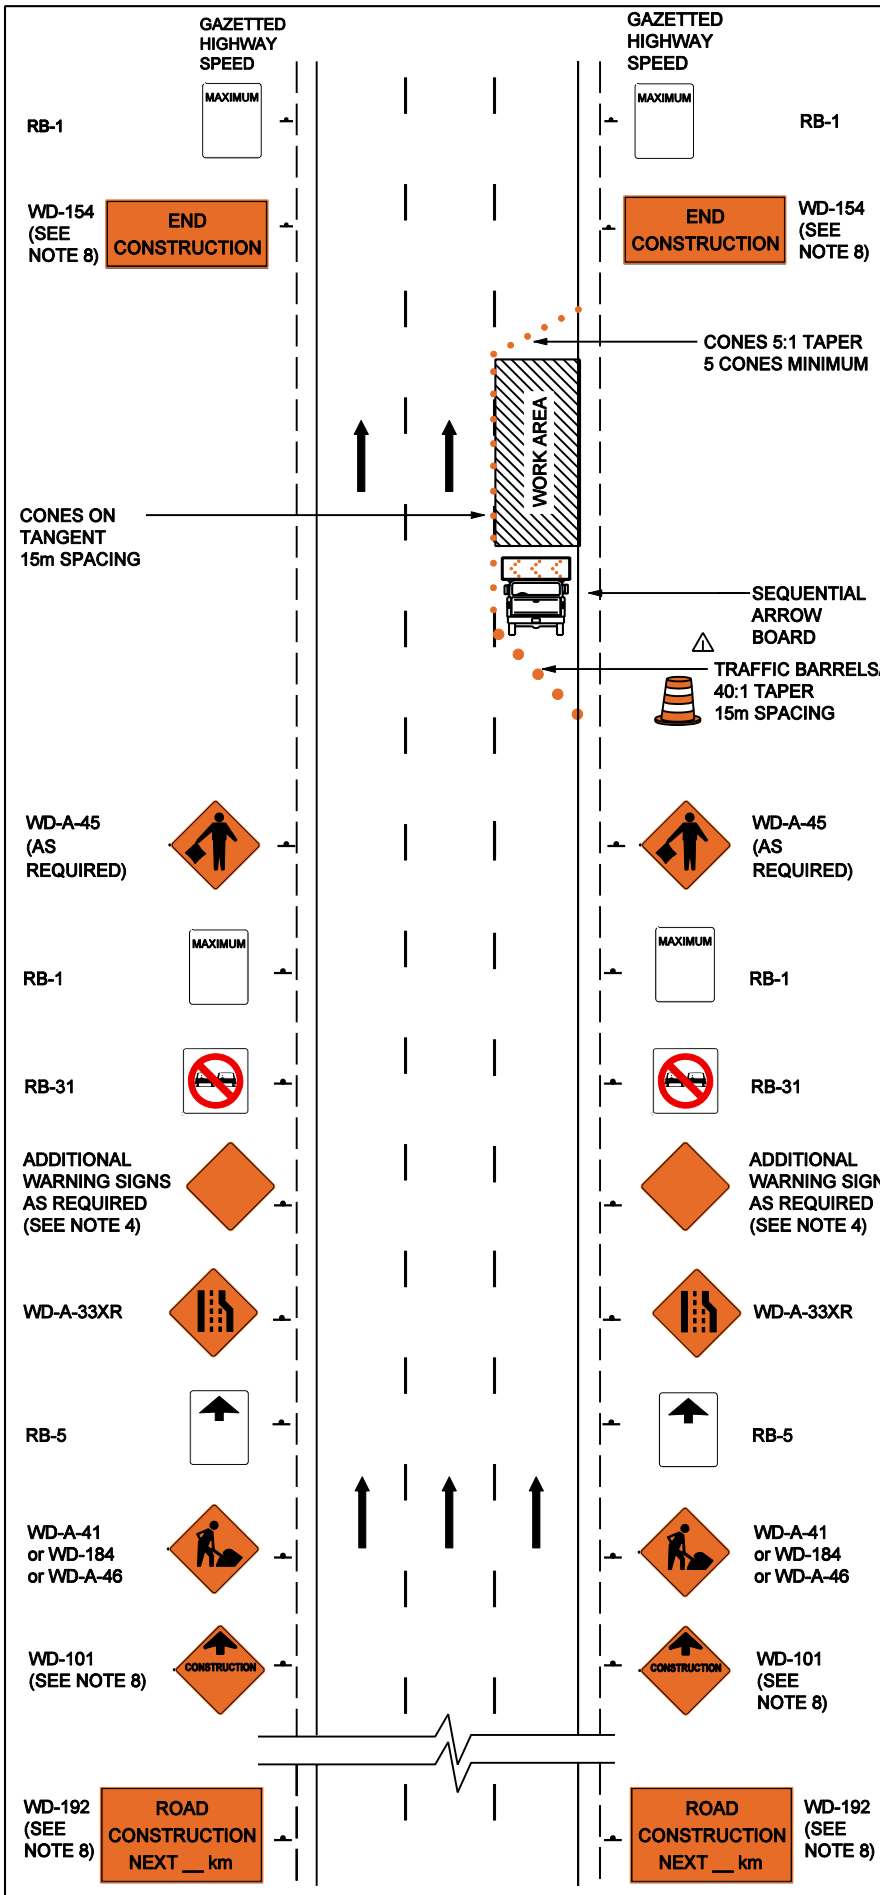 GAZETTED
HIGHWAY
SPEED
GAZETTED
HIGHWAY
SPEED
RB-1
MAXIMUM
MAXIMUM
RB-1
WD-154
(SEE
NOTE 8)
END
CONSTRUCTION
END
CONSTRUCTION
WD-154
(SEE
NOTE 8)
CONES 5:1 TAPER
5 CONES MINIMUM
WORK AREA
CONES ON
TANGENT
15m SPACING
SEQUENTIAL
ARROW
BOARD
TRAFFIC BARRELS
40:1 TAPER
15m SPACING
WD-A-45
(AS
REQUIRED)
WD-A-45
(AS
REQUIRED)
RB-1
MAXIMUM
MAXIMUM
RB-1
RB-31
RB-31
ADDITIONAL
WARNING SIGNS
AS REQUIRED
(SEE NOTE 4)
ADDITIONAL
WARNING SIGN
AS REQUIRED
(SEE NOTE 4)
WD-A-33XR
WD-A-33XR
RB-5
RB-5
WD-A-41
or WD-184
or WD-A-46
WD-A-41
or WD-184
or WD-A-46
WD-101
(SEE NOTE 8)
CONSTRUCTION
CONSTRUCTION
WD-101
(SEE
NOTE 8)
WD-192
(SEE
NOTE 8)
ROAD
CONSTRUCTION
NEXT __ km
ROAD
CONSTRUCTION
NEXT __ km
WD-192
(SEE
NOTE 8)